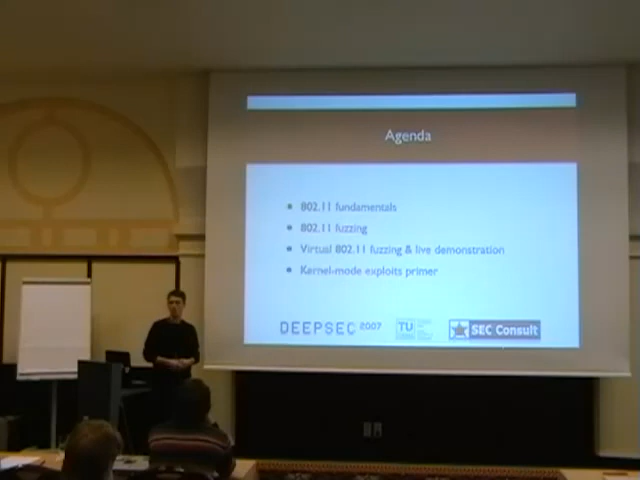 Agenda
802.11 fundamentals
802.11 fuzzing
Virtual 802.11 fuzzing & live demonstration
Kernel-mode exploits primer
DEEPSEC 2007
TU
SEC Consult